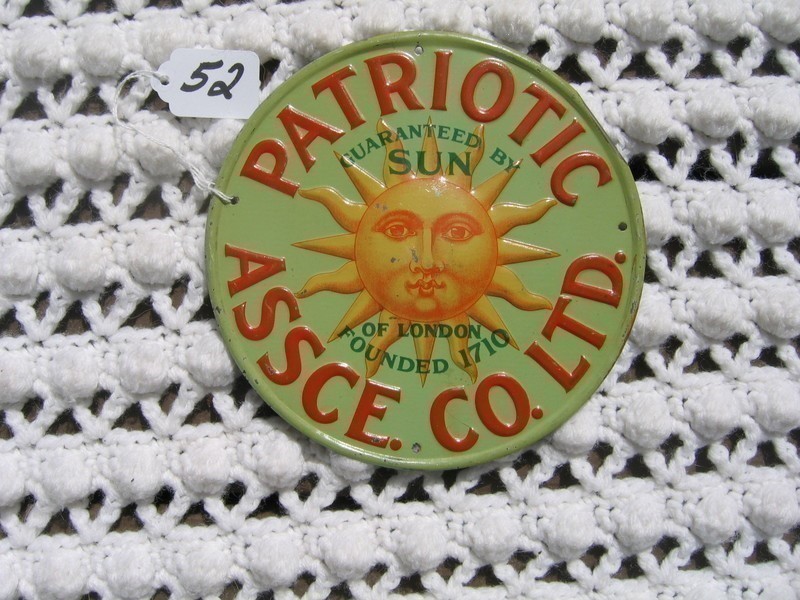 52
PATRIOTIC
GUARANTEED BY
SUN
OF LONDON
FOUNDED 1710
ASSCE. CO. LTD.